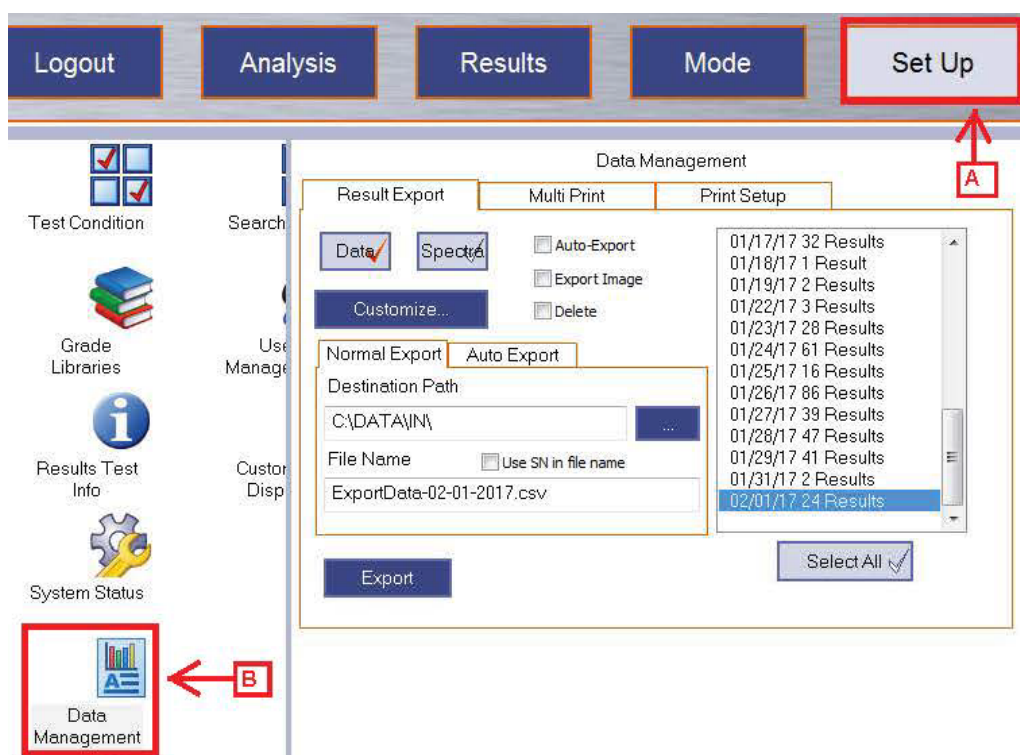 Logout
Analysis
Results
Mode
Set Up
A
Test Condition
Search
Grade
Libraries
Manage
Results Test
Info
Disp
System Status
B
Data
Management
Data Management
Result Export
Multi Print
Print Setup
Data
Spectra
Auto-Export
Export Image
Delete
Customize...
Normal Export
Auto Export
Destination Path
C:\DATA\IN\
...
File Name
Use SN in file name
ExportData-02-01-2017.csv
Export
01/17/17 32 Results
01/18/17 1 Result
01/19/17 2 Results
01/22/17 3 Results
01/23/17 28 Results
01/24/17 61 Results
01/25/17 16 Results
01/26/17 86 Results
01/27/17 39 Results
01/28/17 47 Results
01/29/17 41 Results
01/31/17 2 Results
02/01/17 24 Results
Select All